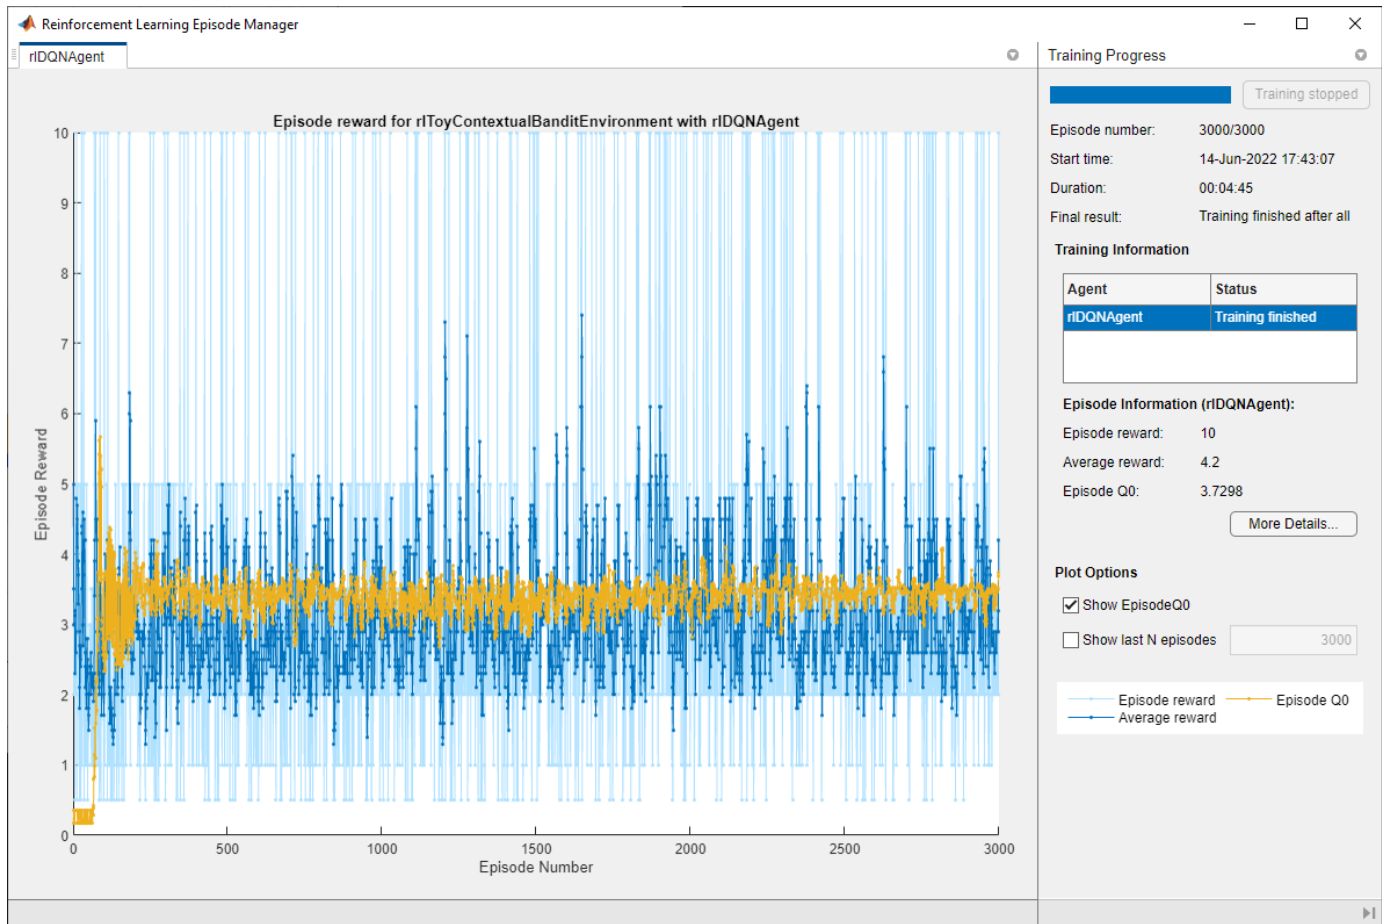 Reinforcement Learning Episode Manager
rlDQNAgent
Episode reward for rlToyContextualBanditEnvironment with rlDQNAgent
10
9
8
7
6
5
4
3
2
1
0
Episode Reward
0 500 1000 1500 2000 2500 3000
Episode Number
Training Progress
Training stopped
Episode number: 3000/3000
Start time: 14-Jun-2022 17:43:07
Duration: 00:04:45
Final result: Training finished after all
Training Information
Agent Status
rlDQNAgent Training finished
Episode Information (rlDQNAgent):
Episode reward: 10
Average reward: 4.2
Episode Q0: 3.7298
More Details...
Plot Options
Show EpisodeQ0
Show last N episodes 3000
Episode reward Episode Q0
Average reward